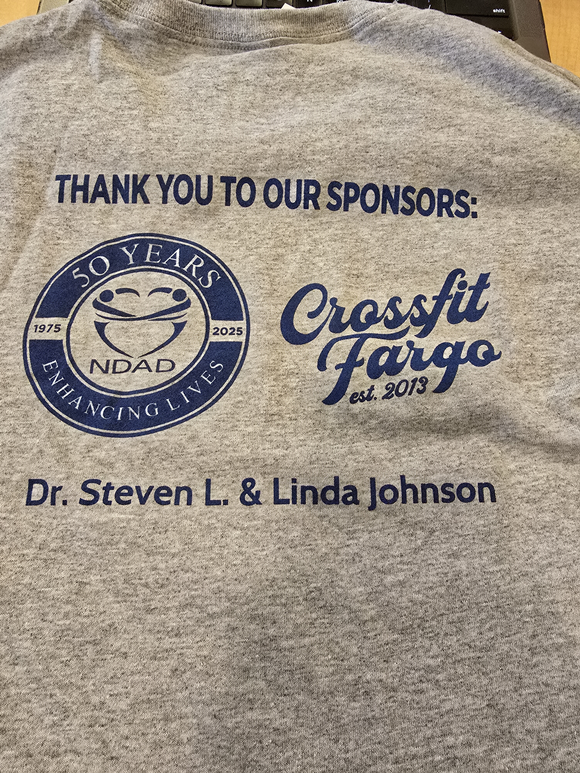 THANK YOU TO OUR SPONSORS:
50 YEARS
1975
2025
NDAD
ENHANCING LIVES
Crossfit
Fargo
est. 2013
Dr. Steven L. & Linda Johnson
shift